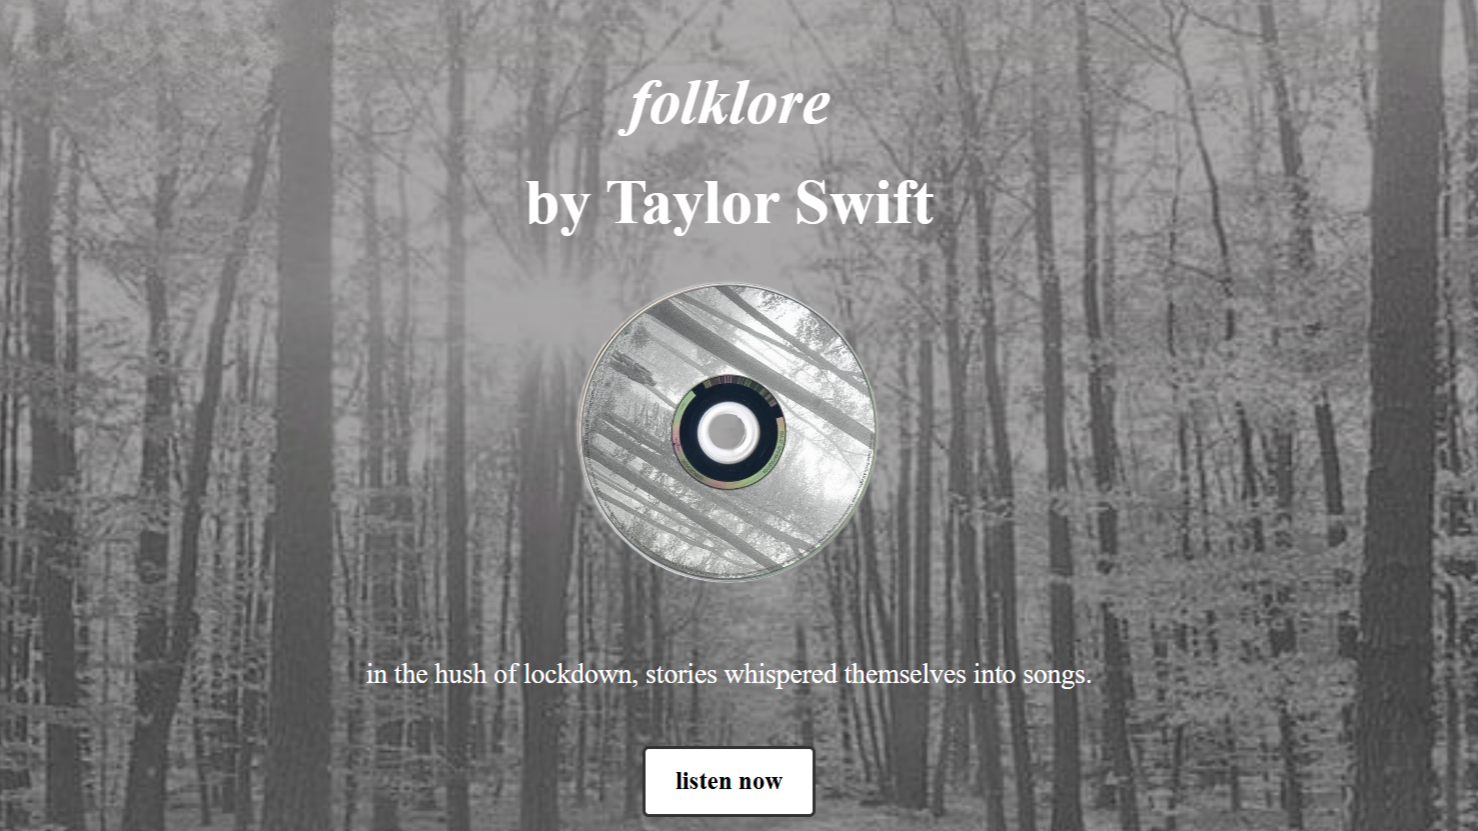 folklore
by Taylor Swift
in the hush of lockdown, stories whispered themselves into songs.
listen now